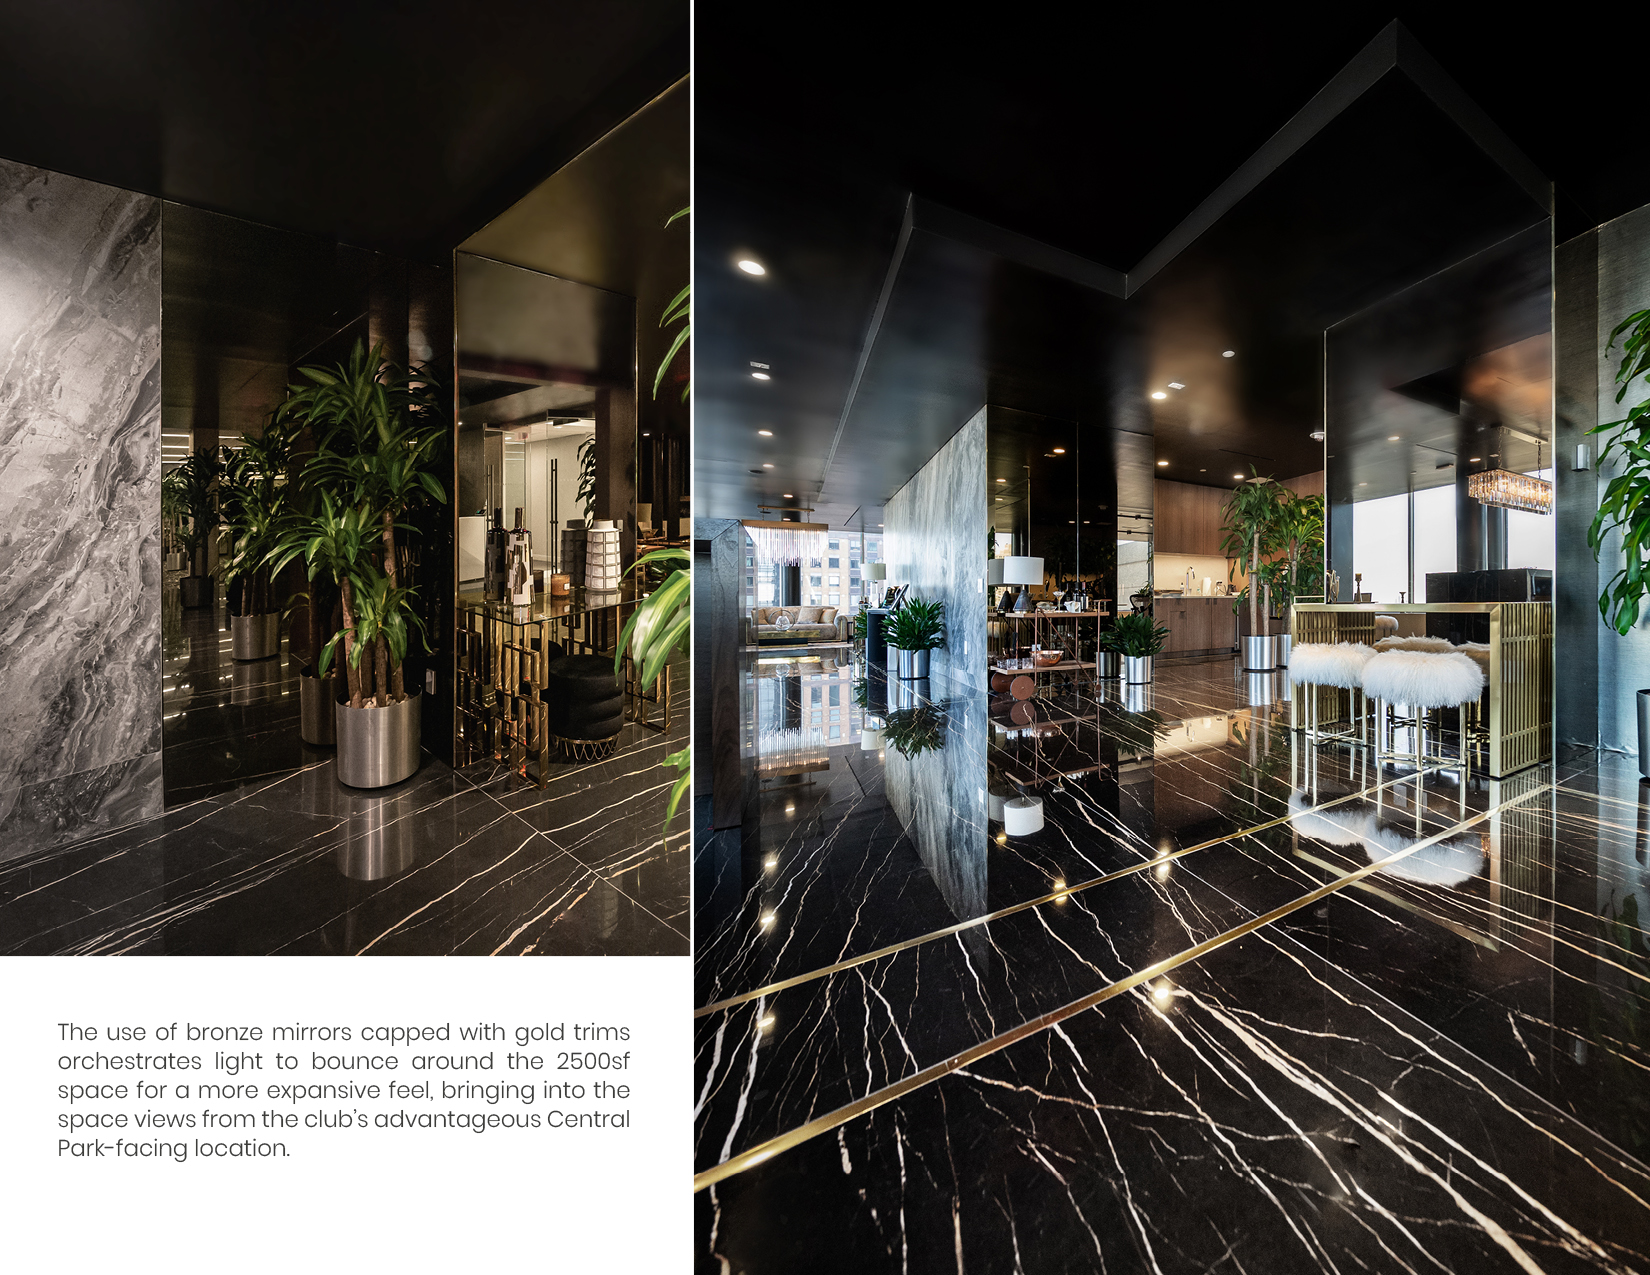 The use of bronze mirrors capped with gold trims
orchestrates light to bounce around the 2500sf
space for a more expansive feel, bringing into the
space views from the club’s advantageous Central
Park-facing location.